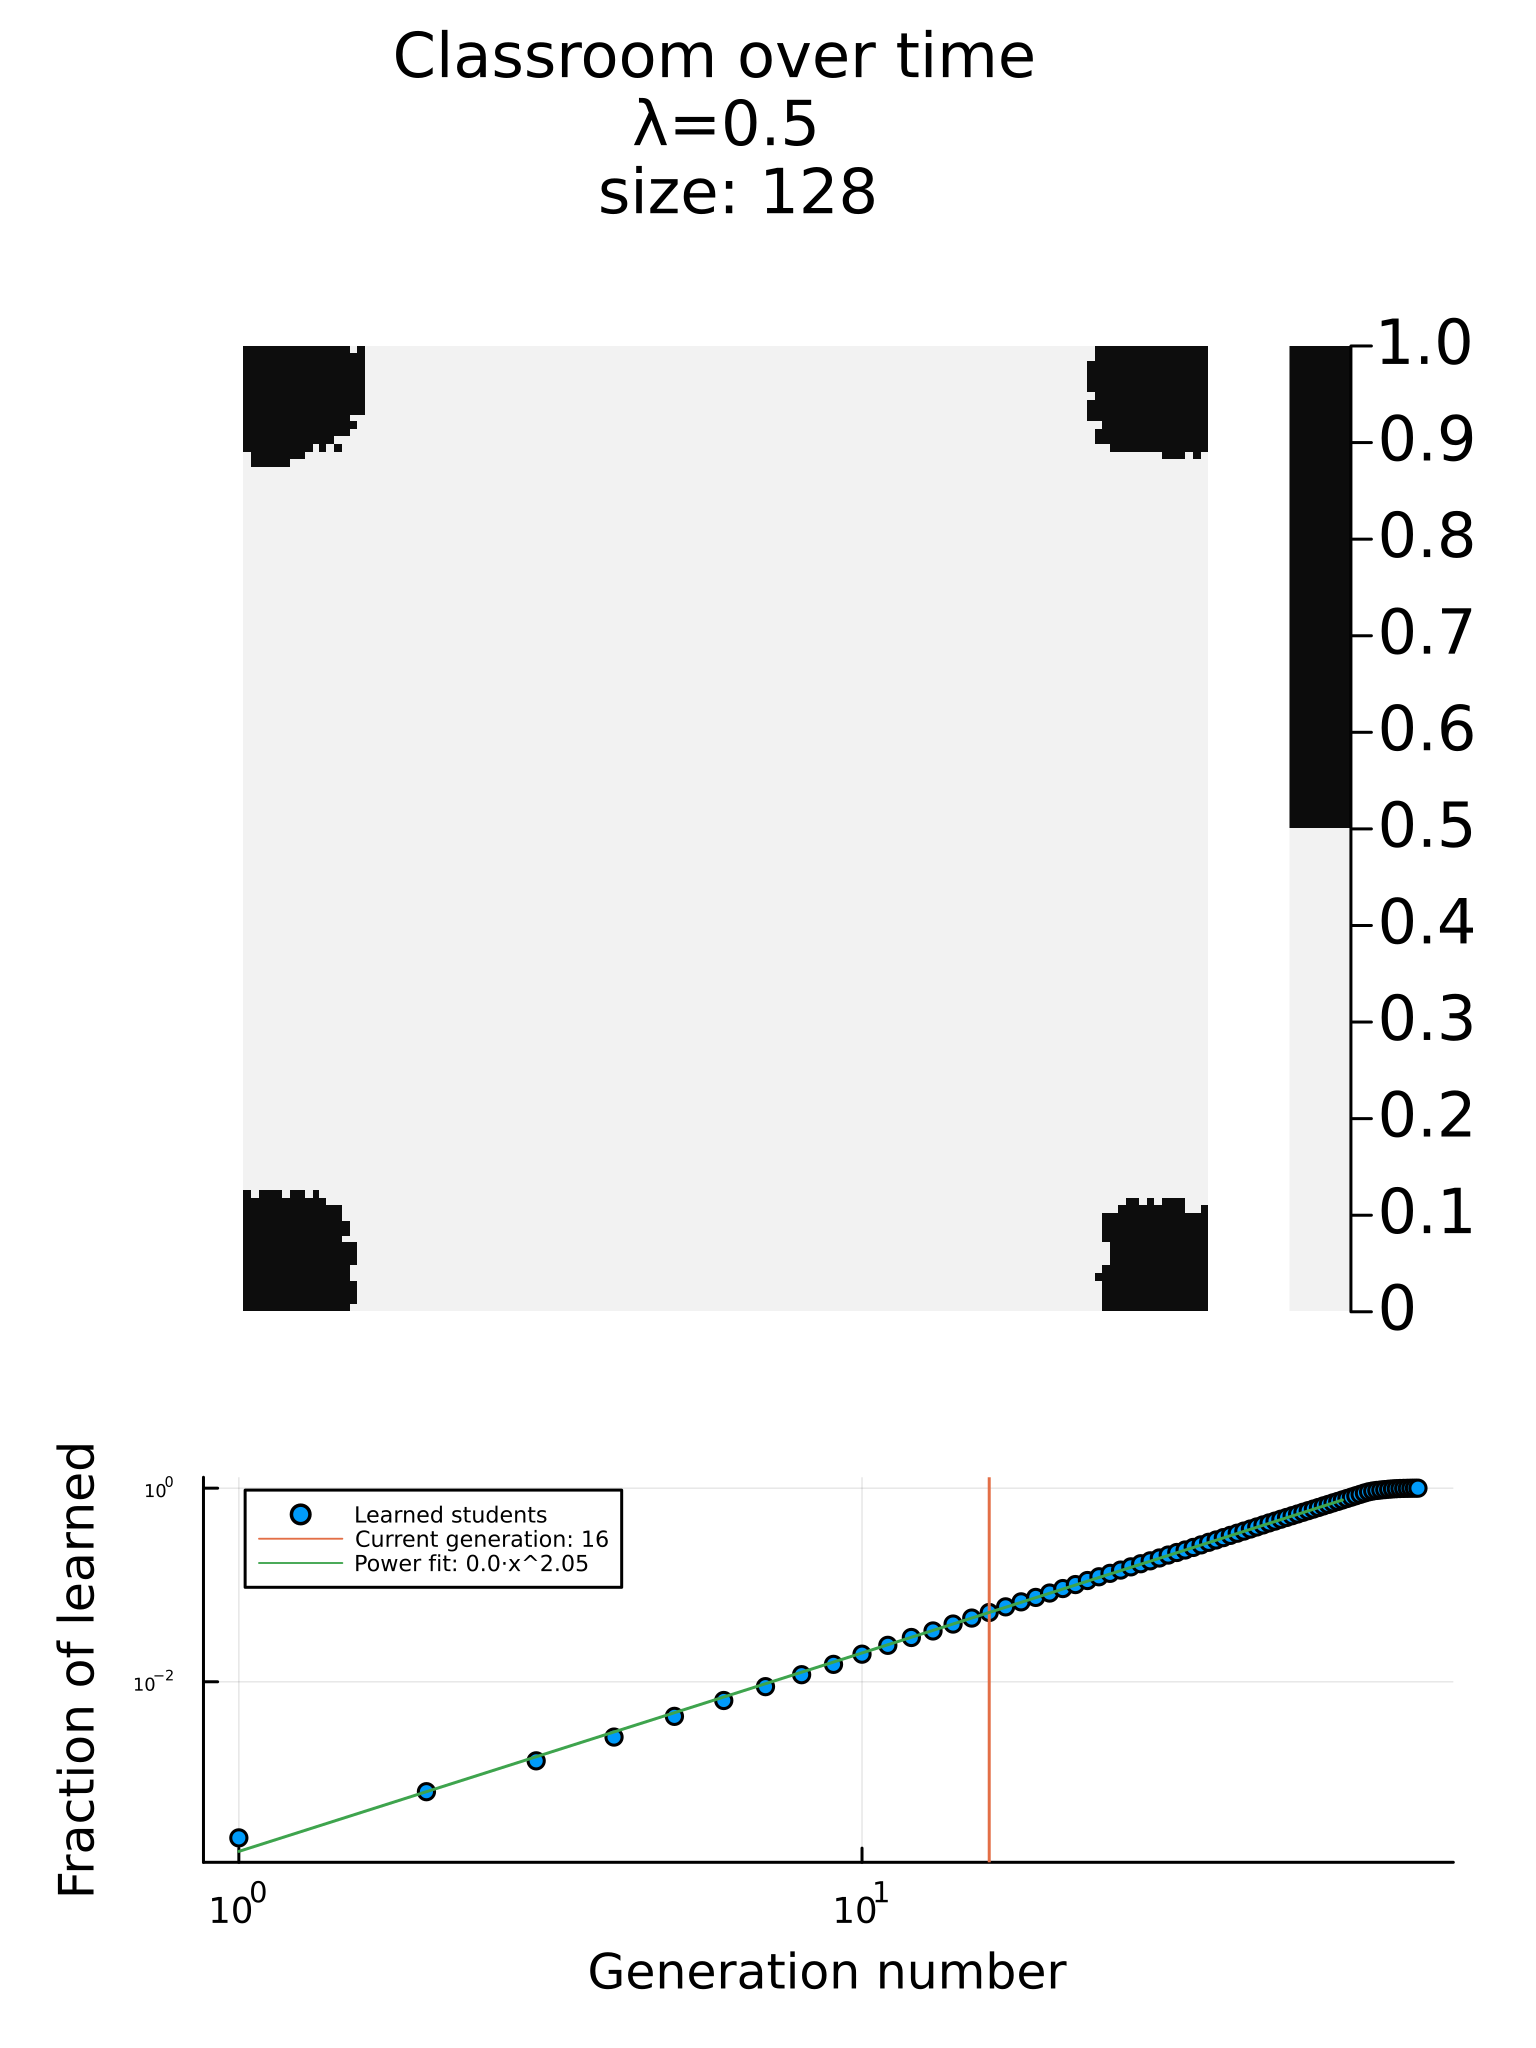 Classroom over time
λ=0.5
size: 128
1.0
0.9
0.8
0.7
0.6
0.5
0.4
0.3
0.2
0.1
0
Fraction of learned
10^0
10^−2
Learned students
Current generation: 16
Power fit: 0.0·x^2.05
10^0
10^1
Generation number